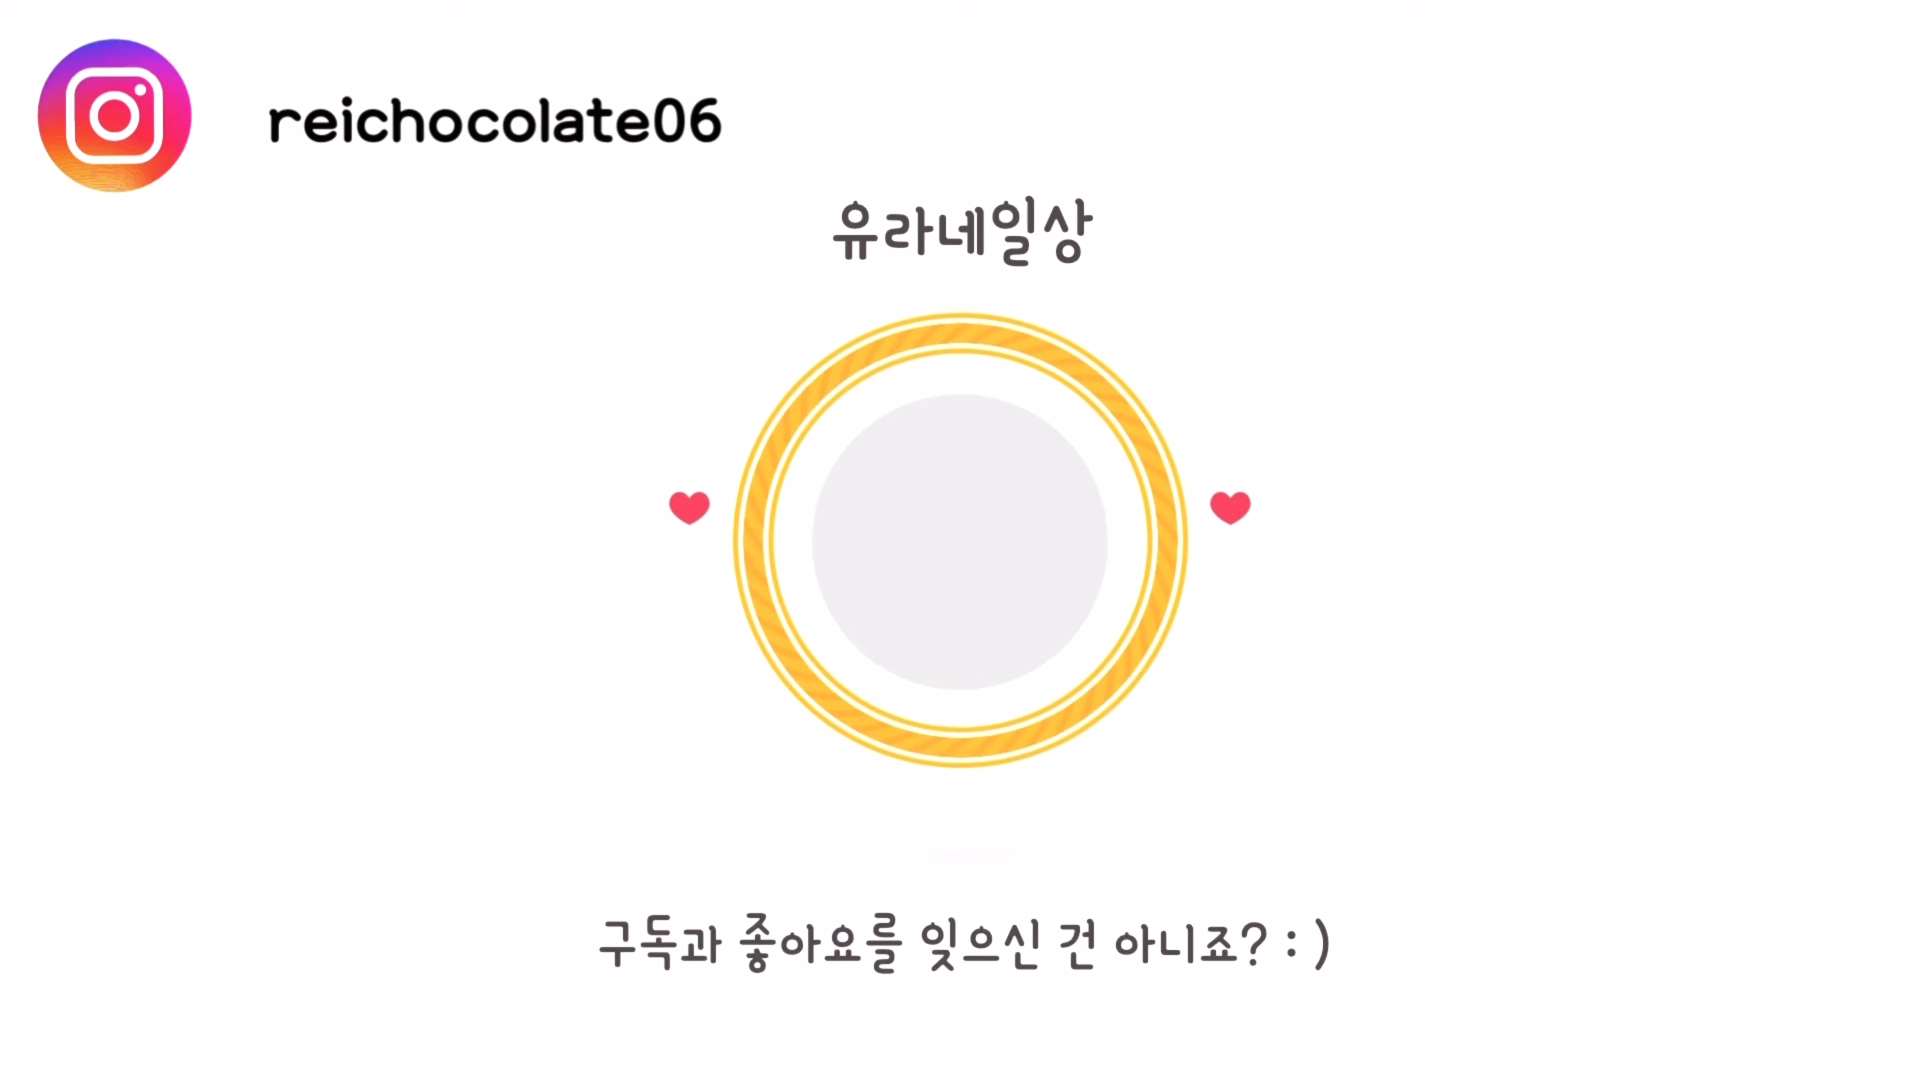 reichocolate06
유라네일상
구독과 좋아요를 잊으신 건 아니죠? : )